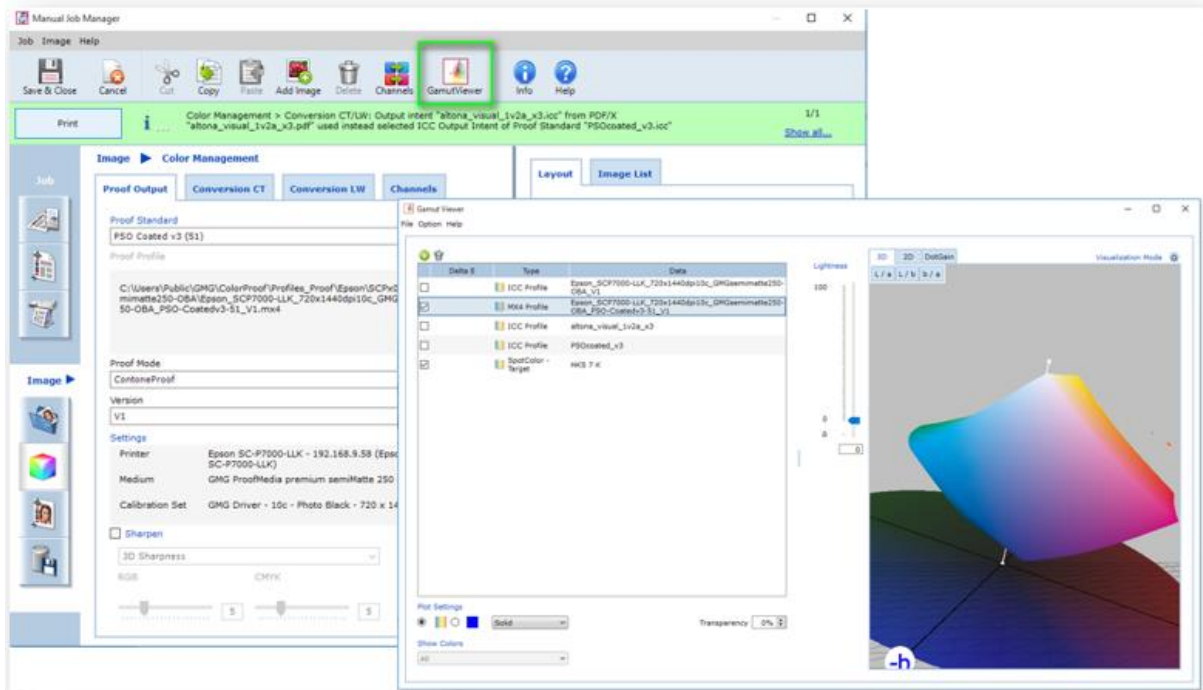 Manual Job Manager
Job Image Help
Save & Close Cancel Cut Copy Paste Add Image Delete Channels GamutViewer Info Help
Print
Color Management > Conversion CT/LW: Output intent "altona_visual_1v2a_x3.icc" from PDF/X
"altona_visual_1v2a_x3.pdf" used instead selected ICC Output Intent of Proof Standard "PSOcoated_v3.icc"
1/1
Show all...
Job
Image
Image Color Management
Proof Output Conversion CT Conversion LW Channels
Layout Image List
Proof Standard
PSO Coated v3 (51)
Proof Profile
C:\Users\Public\GMG\ColorProof\Profiles_Proof\Epson\SCPx0
mimatte250-OBA\Epson_SCP7000-LLK_720x1440dpi10c_GMG
50-OBA_PSO-Coatedv3-51_V1.mx4
Proof Mode
ContoneProof
Version
V1
Settings
Printer Epson SC-P7000-LLK - 192.168.9.58 (Epso
SC-P7000-LLK)
Medium GMG ProofMedia premium semiMatte 250
Calibration Set GMG Driver - 10c - Photo Black - 720 x 14
Sharpen
3D Sharpness
RGB CMYK
5 5
Gamut Viewer
File Option Help
Delta E Type Data
ICC Profile Epson_SCP7000-LLK_720x1440dpi10c_GMGsemimatte250-
OBA_V1
MX4 Profile Epson_SCP7000-LLK_720x1440dpi10c_GMGsemimatte250-
OBA_PSO-Coatedv3-51_V1
ICC Profile altona_visual_1v2a_x3
ICC Profile PSOcoated_v3
SpotColor - Target HKS 7 K
Lightness
100
0
0
3D 2D DotGain
Visualization Mode
L/a L/b b/a
-h
Plot Settings
Solid
Transparency 0%
Show Colors
All